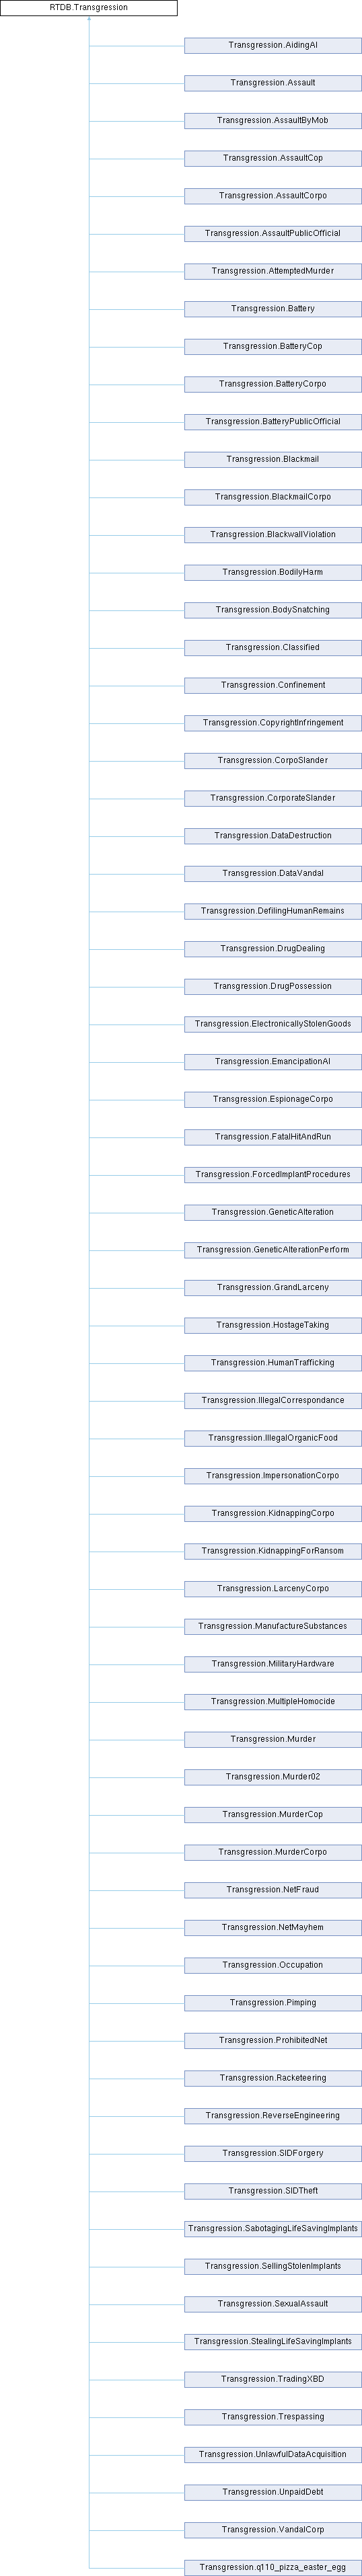 RTDB.Transgression
Transgression.AidingAI
Transgression.Assault
Transgression.AssaultByMob
Transgression.AssaultCop
Transgression.AssaultCorpo
Transgression.AssaultPublicOfficial
Transgression.AttemptedMurder
Transgression.Battery
Transgression.BatteryCop
Transgression.BatteryCorpo
Transgression.BatteryPublicOfficial
Transgression.Blackmail
Transgression.BlackmailCorpo
Transgression.BlackwallViolation
Transgression.BodilyHarm
Transgression.BodySnatching
Transgression.Classified
Transgression.Confinement
Transgression.CopyrightInfringement
Transgression.CorpoSlander
Transgression.CorporateSlander
Transgression.DataDestruction
Transgression.DataVandal
Transgression.DefilingHumanRemains
Transgression.DrugDealing
Transgression.DrugPossession
Transgression.ElectronicallyStolenGoods
Transgression.EmancipationAI
Transgression.EspionageCorpo
Transgression.FatalHitAndRun
Transgression.ForcedImplantProcedures
Transgression.GeneticAlteration
Transgression.GeneticAlterationPerform
Transgression.GrandLarceny
Transgression.HostageTaking
Transgression.HumanTrafficking
Transgression.IllegalCorrespondance
Transgression.IllegalOrganicFood
Transgression.ImpersonationCorpo
Transgression.KidnappingCorpo
Transgression.KidnappingForRansom
Transgression.LarcenyCorpo
Transgression.ManufactureSubstances
Transgression.MilitaryHardware
Transgression.MultipleHomocide
Transgression.Murder
Transgression.Murder02
Transgression.MurderCop
Transgression.MurderCorpo
Transgression.NetFraud
Transgression.NetMayhem
Transgression.Occupation
Transgression.Pimping
Transgression.ProhibitedNet
Transgression.Racketeering
Transgression.ReverseEngineering
Transgression.SIDForgery
Transgression.SIDTheft
Transgression.SabotagingLifeSavingImplants
Transgression.SellingStolenImplants
Transgression.SexualAssault
Transgression.StealingLifeSavingImplants
Transgression.TradingXBD
Transgression.Trespassing
Transgression.UnlawfulDataAcquisition
Transgression.UnpaidDebt
Transgression.VandalCorp
Transgression.q110_pizza_easter_egg